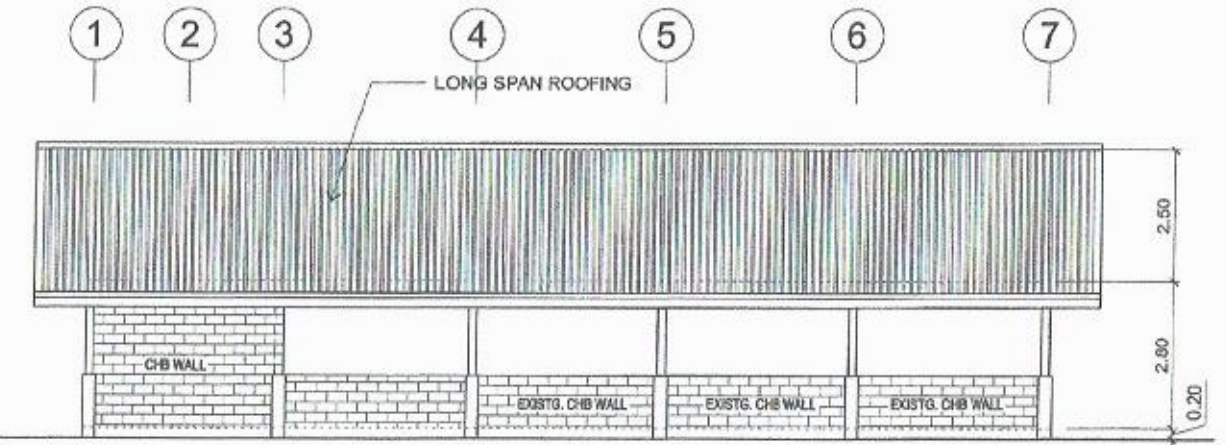 1 2 3 4 5 6 7
LONG SPAN ROOFING
2.50
CHB WALL
2.80
EXISTG. CHB WALL EXISTG. CHB WALL EXISTG. CHB WALL
0.20